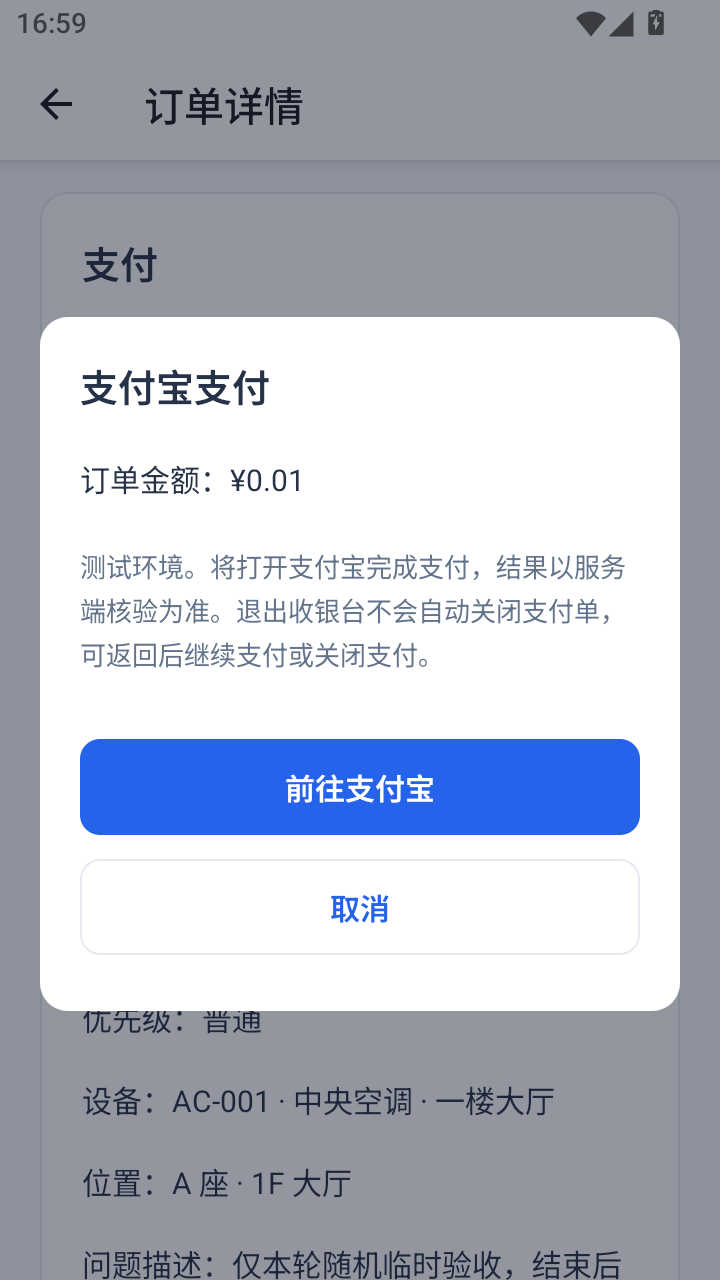 16:59
订单详情
支付
支付宝支付
订单金额：¥0.01
测试环境。将打开支付宝完成支付，结果以服务
端核验为准。退出收银台不会自动关闭支付单，
可返回后继续支付或关闭支付。
前往支付宝
取消
优先级：普通
设备：AC-001 · 中央空调 · 一楼大厅
位置：A 座 · 1F 大厅
问题描述：仅本轮随机临时验收，结束后